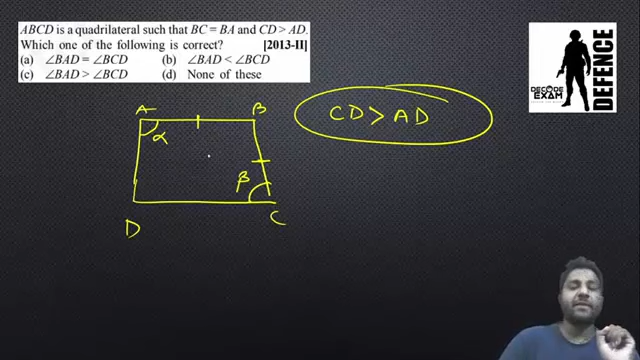 ABCD is a quadrilateral such that BC = BA and CD > AD.
Which one of the following is correct? [2013-II]
(a) ∠BAD = ∠BCD (b) ∠BAD < ∠BCD
(c) ∠BAD > ∠BCD (d) None of these
DECODE EXAM
DEFENCE
CD > AD
A B
α
β
D C